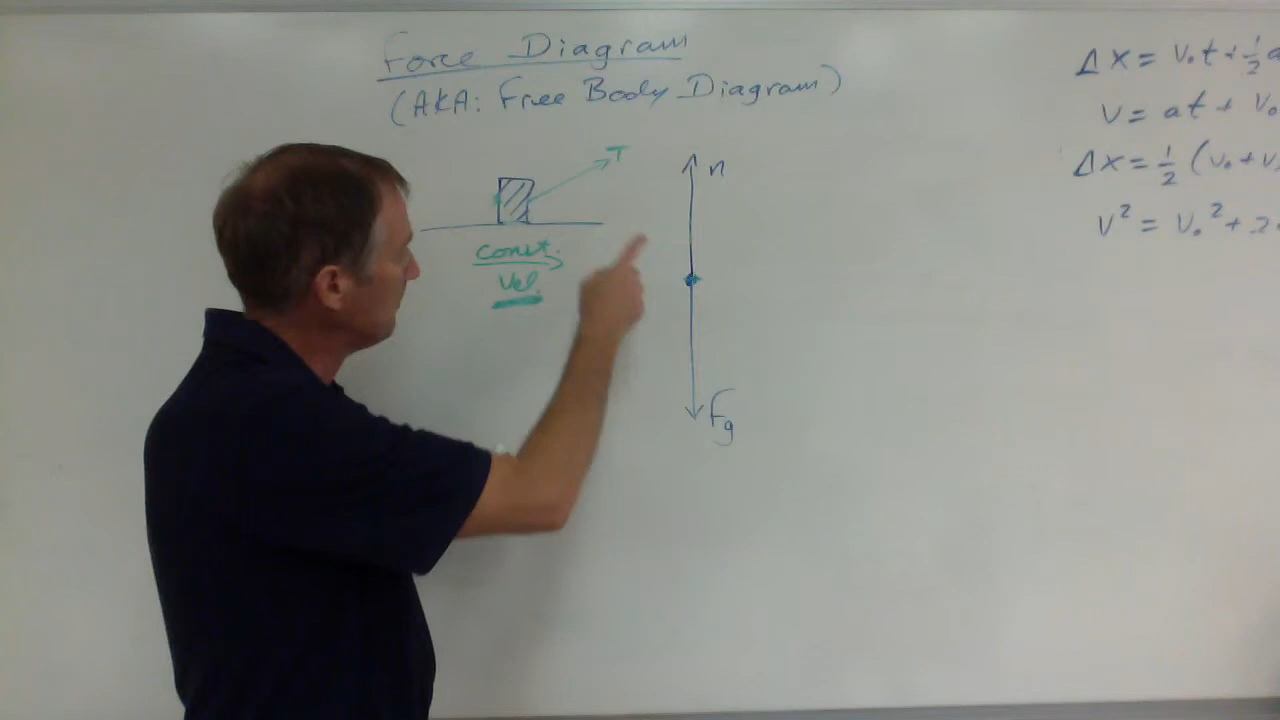 Force Diagram
(AKA: Free Body Diagram)
T
Const.
Vel.
n
Fg
Δx = V₀t + ½a
V = at + V₀
Δx = ½ (V₀ + V
V² = V₀² + 2